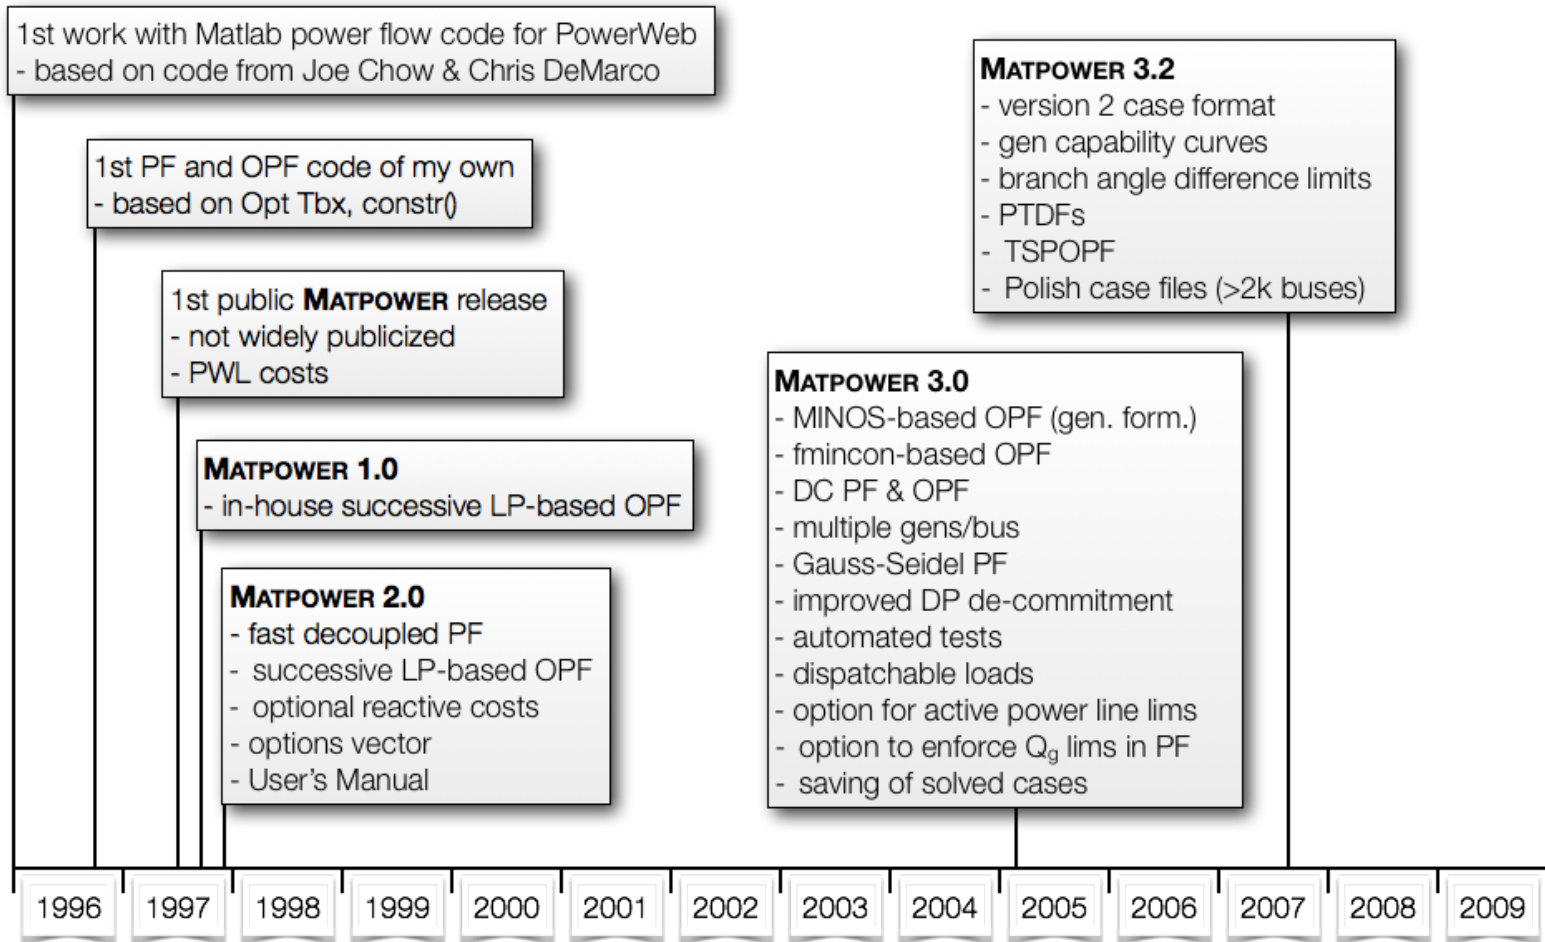 1st work with Matlab power flow code for PowerWeb
- based on code from Joe Chow & Chris DeMarco
1st PF and OPF code of my own
- based on Opt Tbx, constr()
1st public MATPOWER release
- not widely publicized
- PWL costs
MATPOWER 1.0
- in-house successive LP-based OPF
MATPOWER 2.0
- fast decoupled PF
- successive LP-based OPF
- optional reactive costs
- options vector
- User's Manual
MATPOWER 3.0
- MINOS-based OPF (gen. form.)
- fmincon-based OPF
- DC PF & OPF
- multiple gens/bus
- Gauss-Seidel PF
- improved DP de-commitment
- automated tests
- dispatchable loads
- option for active power line lims
- option to enforce Qg lims in PF
- saving of solved cases
MATPOWER 3.2
- version 2 case format
- gen capability curves
- branch angle difference limits
- PTDFs
- TSPOPF
- Polish case files (>2k buses)
1996 1997 1998 1999 2000 2001 2002 2003 2004 2005 2006 2007 2008 2009